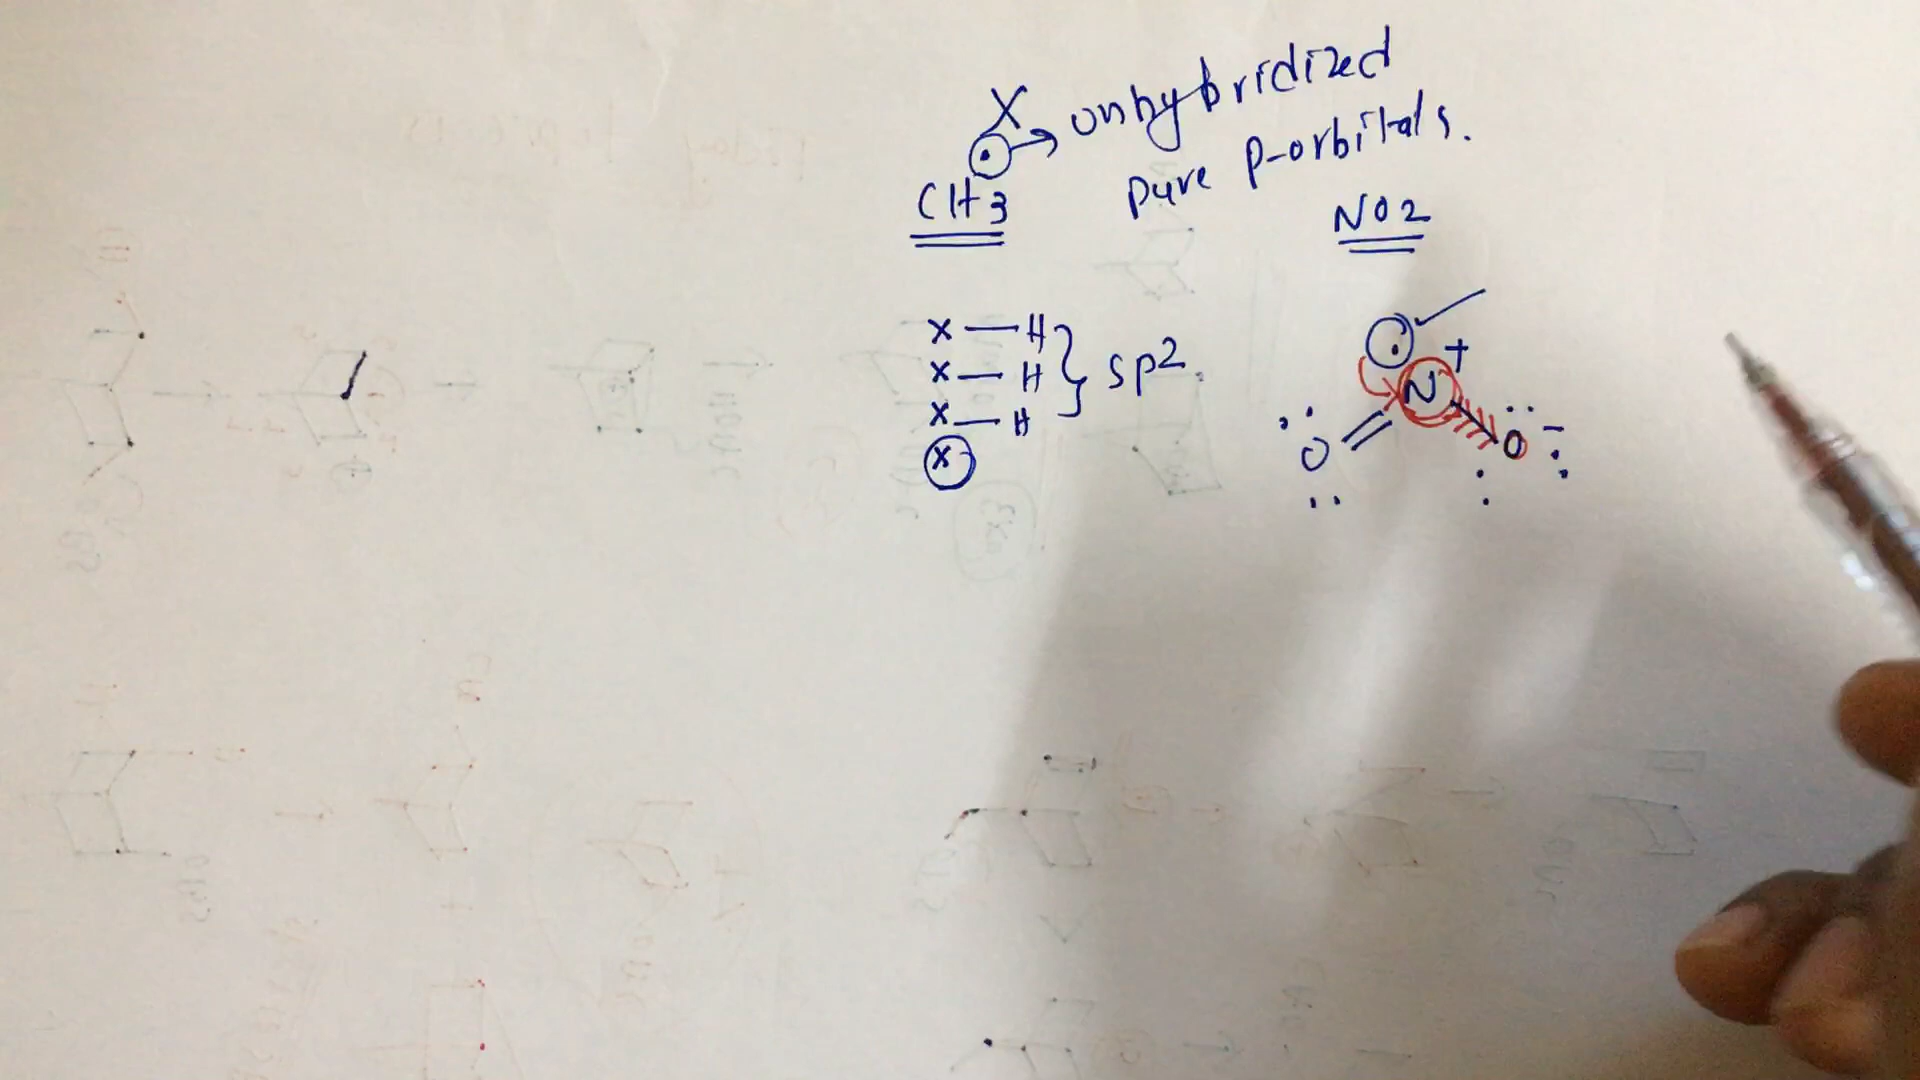 X
→ unhybridized
pure p-orbitals.
CH3
NO2
X — H
X — H } sp2
X — H
X
N +
O
O -